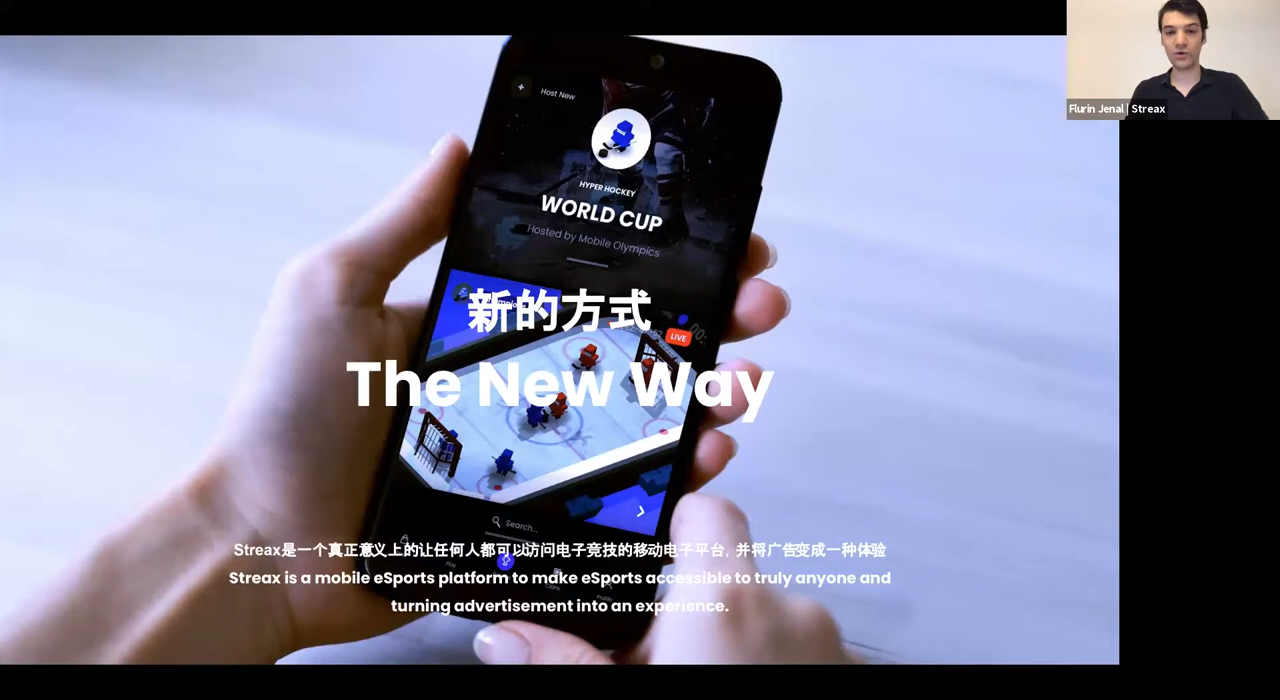 Flurin Jenal | Streax
Host New
HYPER HOCKEY
WORLD CUP
Hosted by Mobile Olympics
新的方式
LIVE
The New Way
Search...
Streax是一个真正意义上的让任何人都可以访问电子竞技的移动电子平台, 并将广告变成一种体验
Streax is a mobile eSports platform to make eSports accessible to truly anyone and
turning advertisement into an experience.